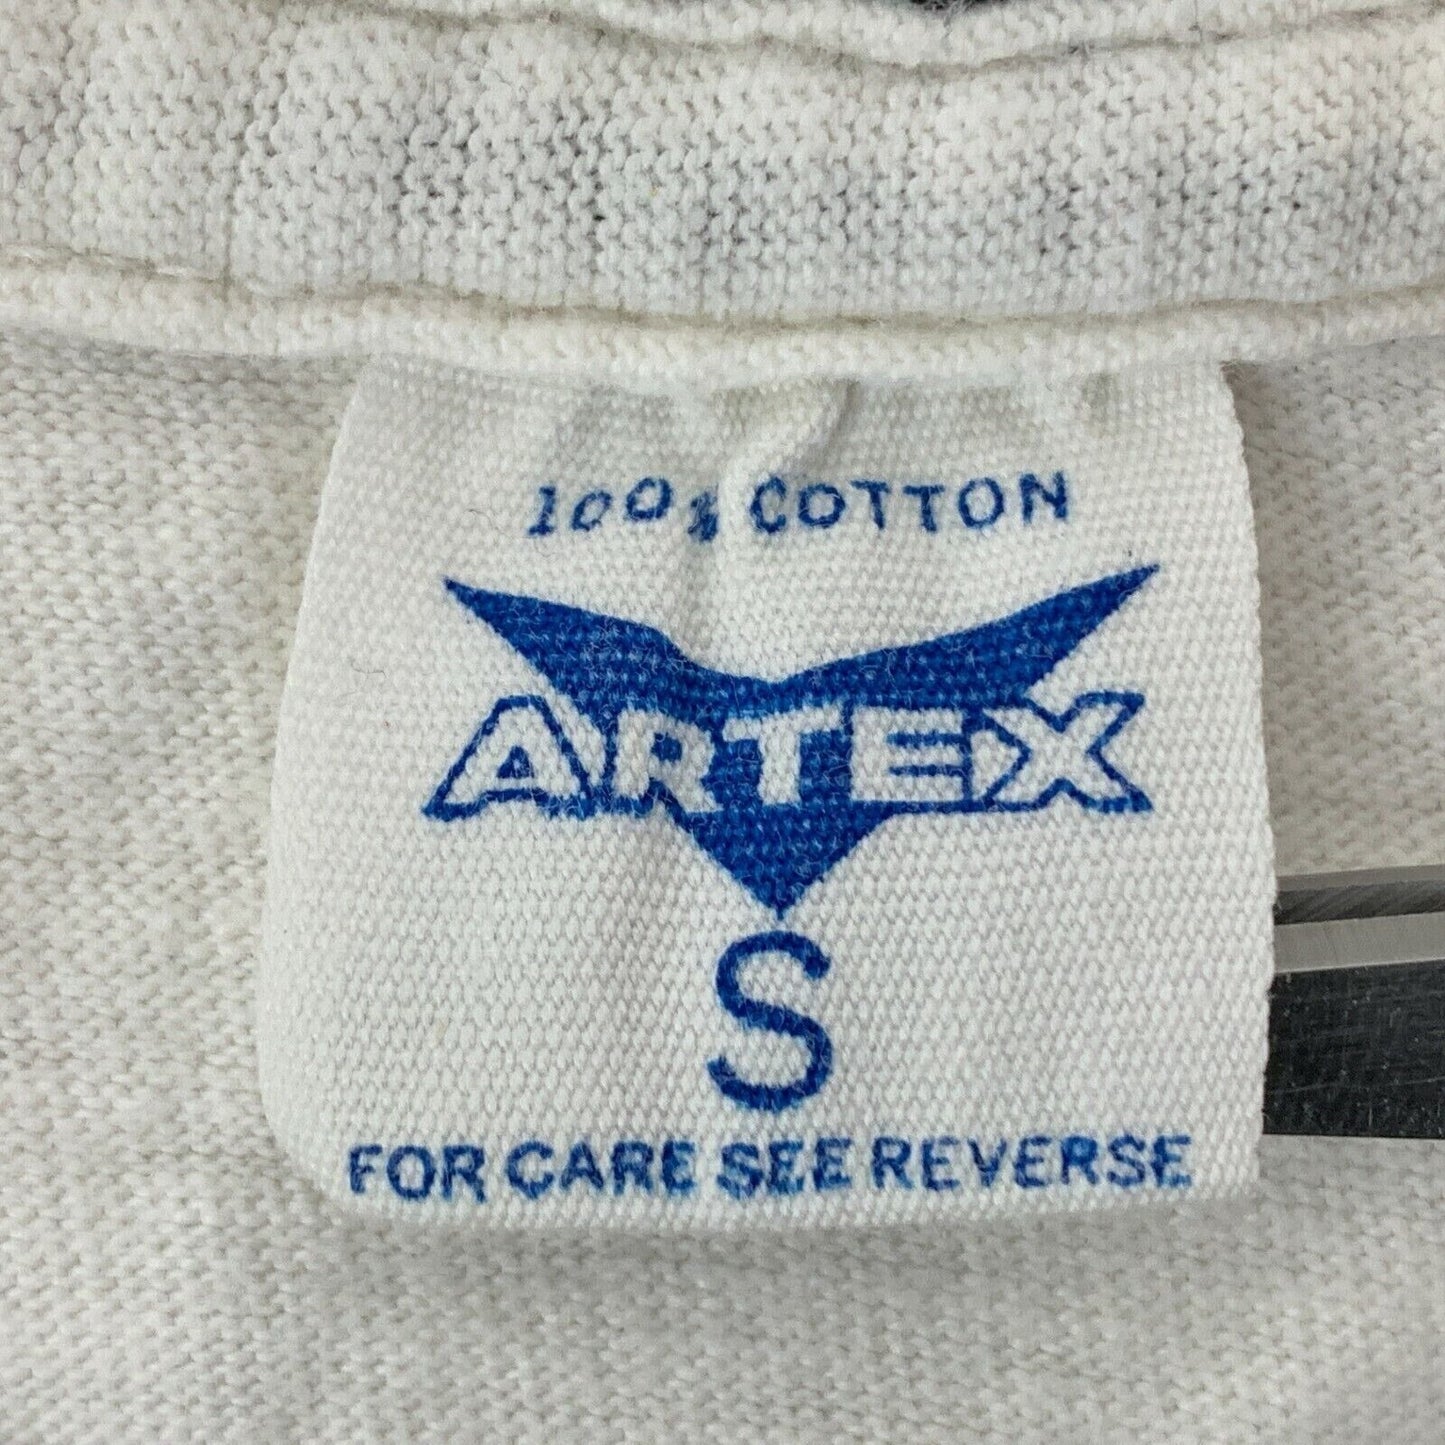 100% COTTON
ARTEX
S
FOR CARE SEE REVERSE